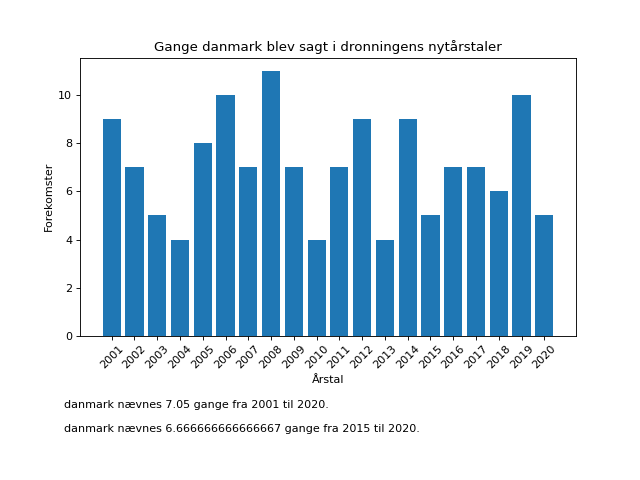 Gange danmark blev sagt i dronningens nytårstaler
Forekomster
10
8
6
4
2
0
2001 2002 2003 2004 2005 2006 2007 2008 2009 2010 2011 2012 2013 2014 2015 2016 2017 2018 2019 2020
Årstal
danmark nævnes 7.05 gange fra 2001 til 2020.
danmark nævnes 6.666666666666667 gange fra 2015 til 2020.